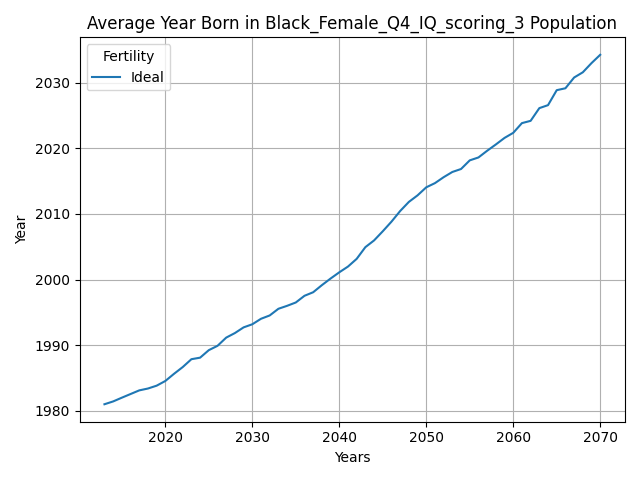 Average Year Born in Black_Female_Q4_IQ_scoring_3 Population
Fertility
Ideal
Year
2030
2020
2010
2000
1990
1980
2020 2030 2040 2050 2060 2070
Years